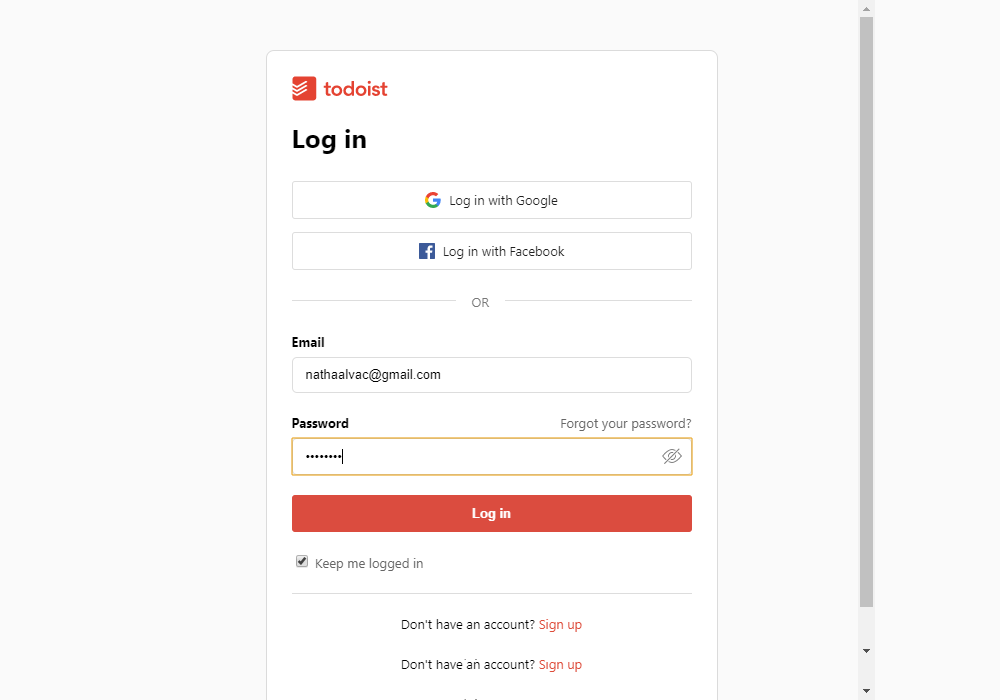 todoist
Log in
Log in with Google
Log in with Facebook
OR
Email
nathaalvac@gmail.com
Password Forgot your password?
••••••••
Log in
Keep me logged in
Don't have an account? Sign up
Don't have an account? Sign up